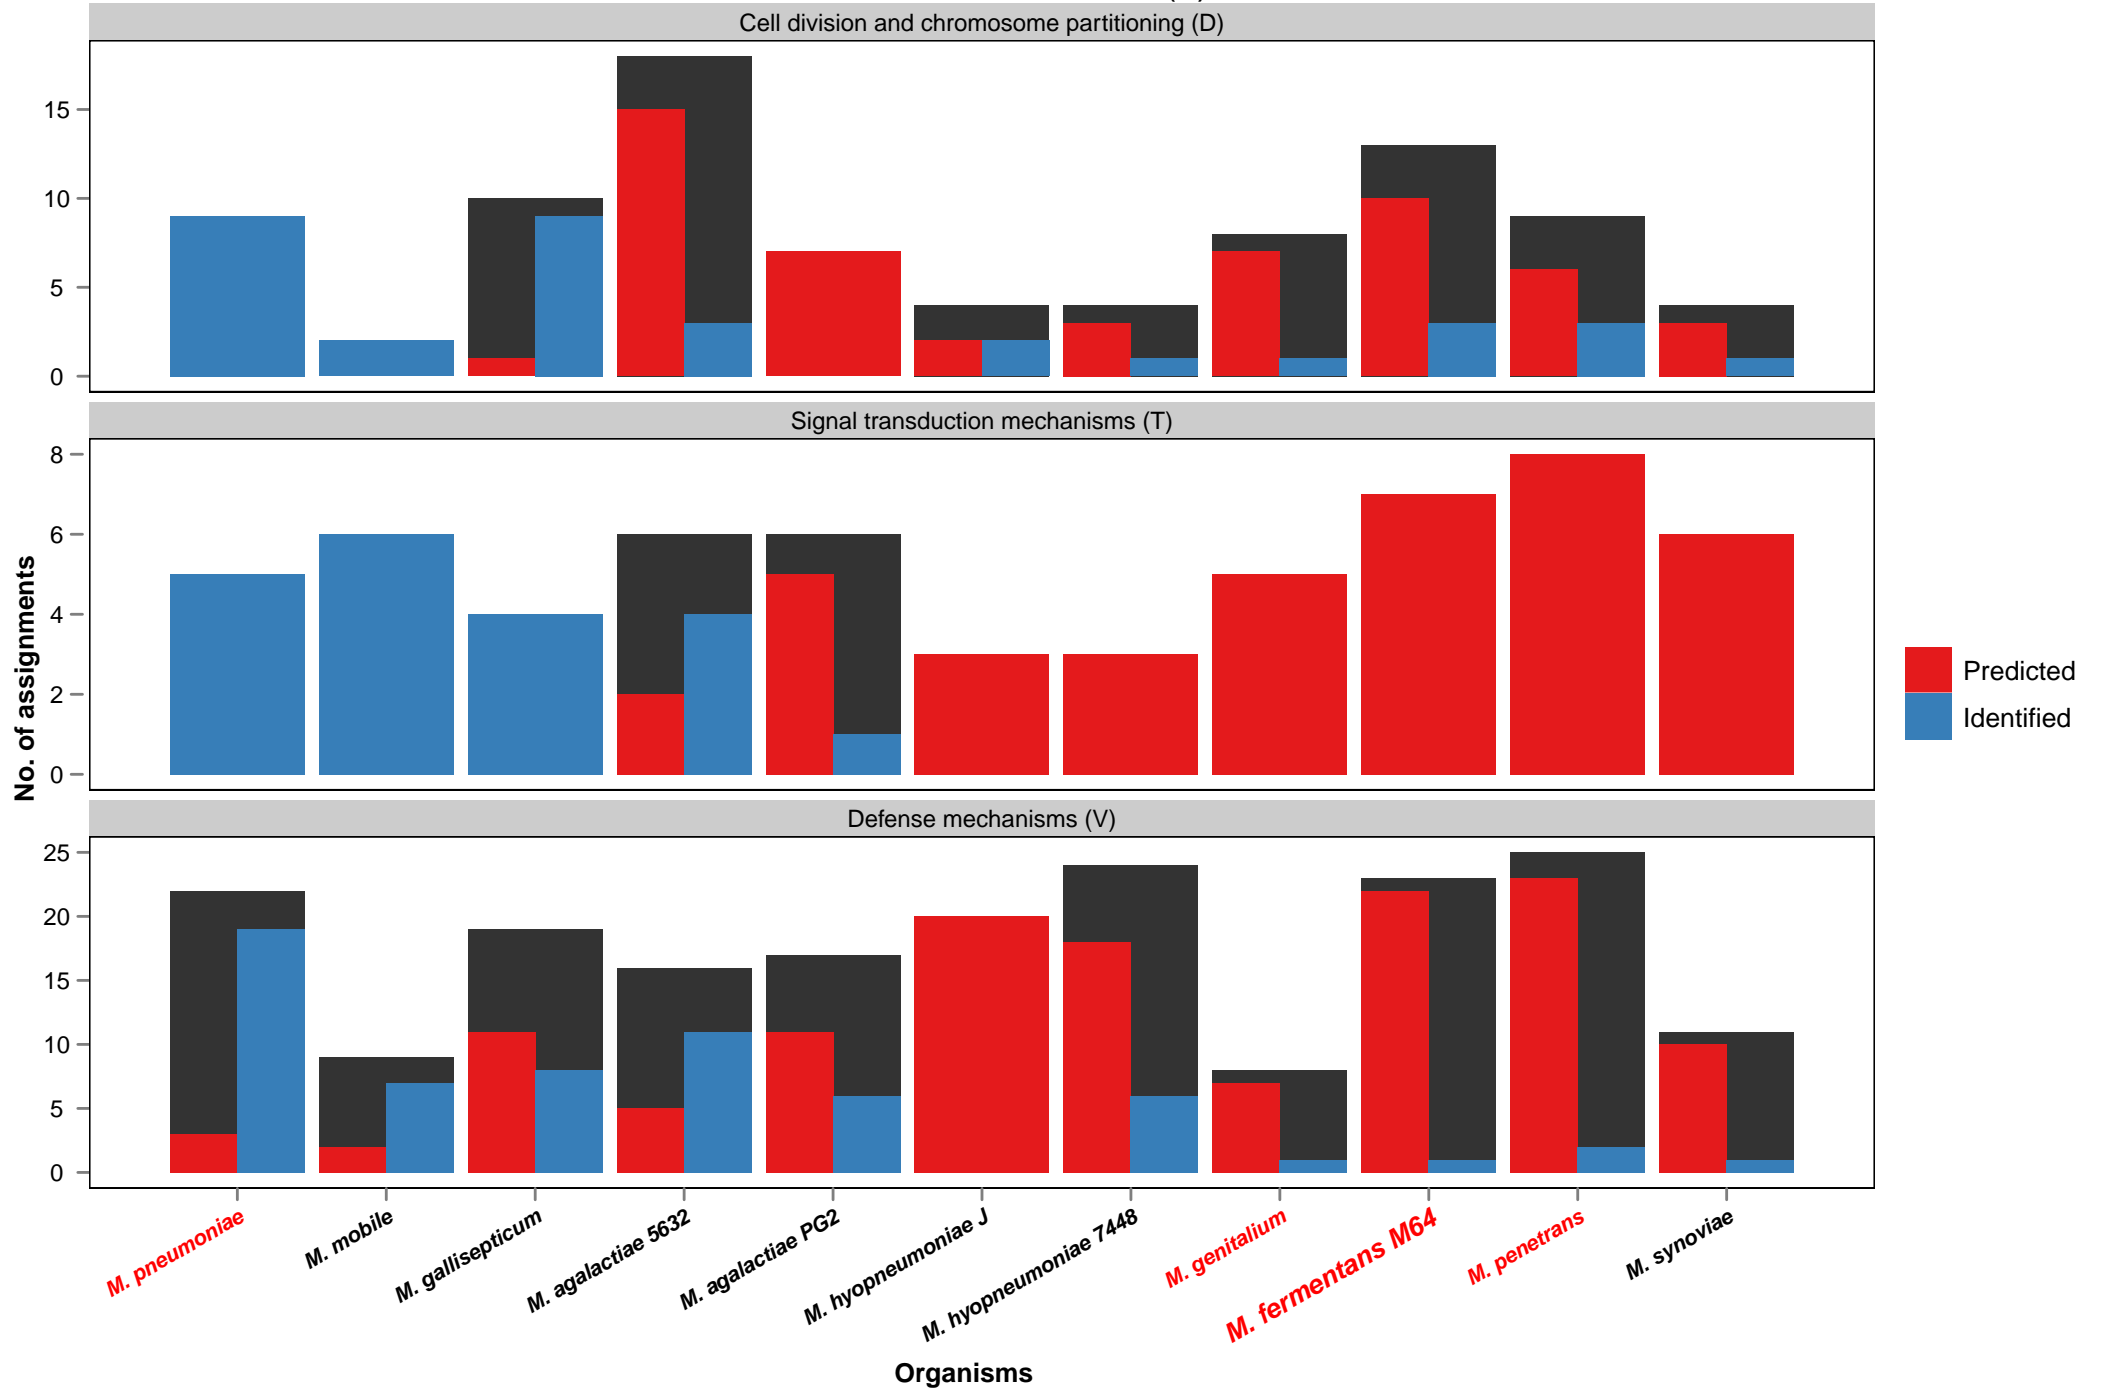 Cell division and chromosome partitioning (D)
15
10
5
0
Signal transduction mechanisms (T)
8
6
4
2
0
No. of assignments
Predicted
Identified
Defense mechanisms (V)
25
20
15
10
5
0
M. pneumoniae
M. mobile
M. gallisepticum
M. agalactiae 5632
M. agalactiae PG2
M. hyopneumoniae J
M. hyopneumoniae 7448
M. genitalium
M. fermentans M64
M. penetrans
M. synoviae
Organisms